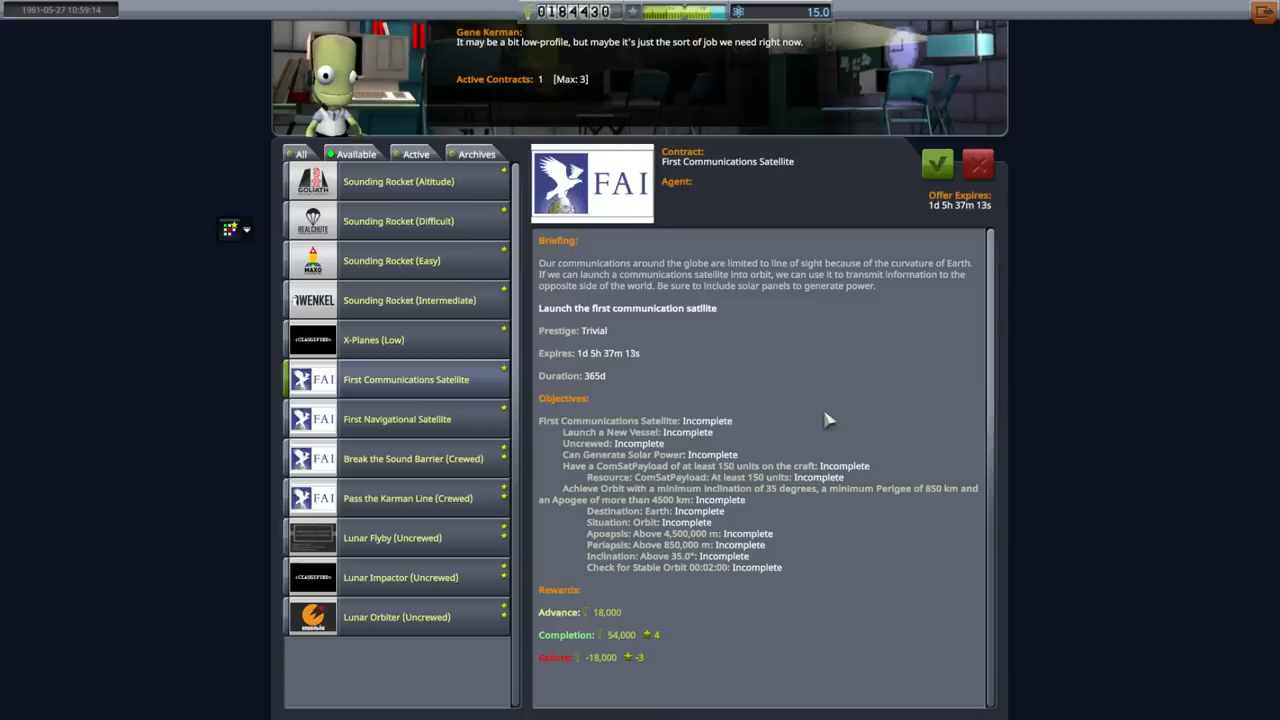 1961-05-27 10:59:14
0184430
15.0
Gene Kerman:
It may be a bit low-profile, but maybe it's just the sort of job we need right now.
Active Contracts: 1 [Max: 3]
All
Available
Active
Archives
GOLIATH
Sounding Rocket (Altitude)
REALCHUTE
Sounding Rocket (Difficult)
MAXO
Sounding Rocket (Easy)
WENKEL
Sounding Rocket (Intermediate)
<CLASSIFIED>
X-Planes (Low)
FAI
First Communications Satellite
FAI
First Navigational Satellite
FAI
Break the Sound Barrier (Crewed)
FAI
Pass the Karman Line (Crewed)
Lunar Flyby (Uncrewed)
<CLASSIFIED>
Lunar Impactor (Uncrewed)
Lunar Orbiter (Uncrewed)
FAI
Contract:
First Communications Satellite
Agent:
Offer Expires:
1d 5h 37m 13s
Briefing:
Our communications around the globe are limited to line of sight because of the curvature of Earth.
If we can launch a communications satellite into orbit, we can use it to transmit information to the
opposite side of the world. Be sure to include solar panels to generate power.
Launch the first communication satllite
Prestige: Trivial
Expires: 1d 5h 37m 13s
Duration: 365d
Objectives:
First Communications Satellite: Incomplete
Launch a New Vessel: Incomplete
Uncrewed: Incomplete
Can Generate Solar Power: Incomplete
Have a ComSatPayload of at least 150 units on the craft: Incomplete
Resource: ComSatPayload: At least 150 units: Incomplete
Achieve Orbit with a minimum inclination of 35 degrees, a minimum Perigee of 850 km and
an Apogee of more than 4500 km: Incomplete
Destination: Earth: Incomplete
Situation: Orbit: Incomplete
Apoapsis: Above 4,500,000 m: Incomplete
Periapsis: Above 850,000 m: Incomplete
Inclination: Above 35.0°: Incomplete
Check for Stable Orbit 00:02:00: Incomplete
Rewards:
Advance: 18,000
Completion: 54,000 4
Failure: -18,000 -3